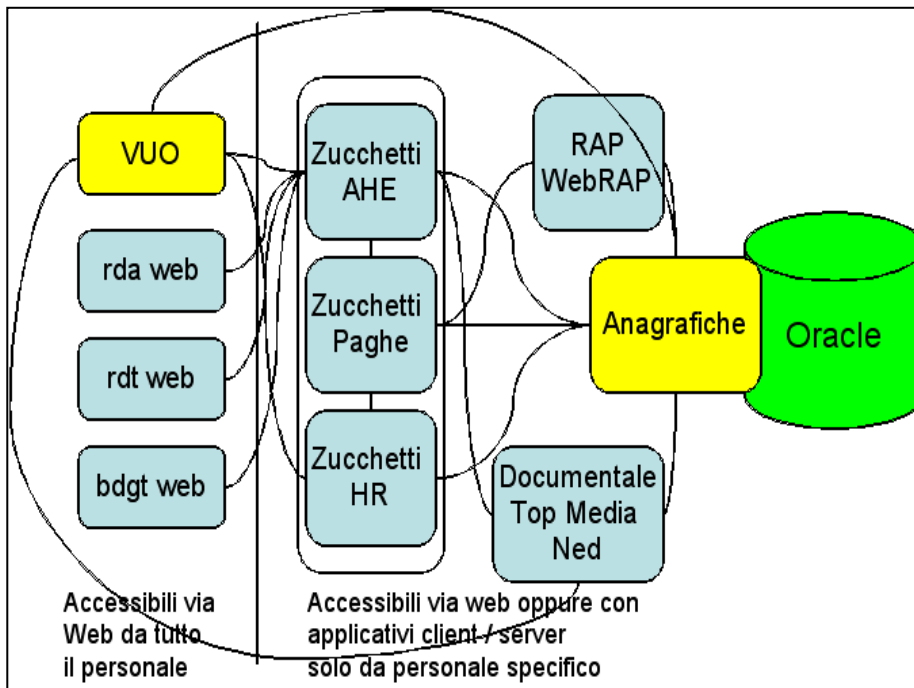 VUO
rda web
rdt web
bdgt web
Accessibili via
Web da tutto
il personale
Zucchetti
AHE
Zucchetti
Paghe
Zucchetti
HR
RAP
WebRAP
Anagrafiche
Oracle
Documentale
Top Media
Ned
Accessibili via web oppure con
applicativi client / server
solo da personale specifico